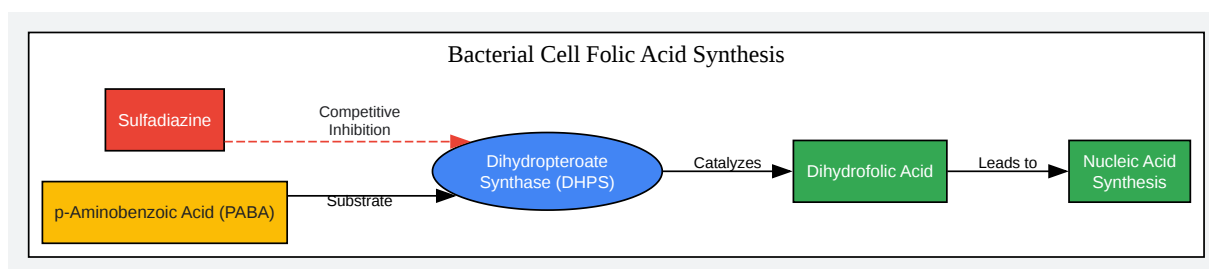 Bacterial Cell Folic Acid Synthesis
Sulfadiazine
Competitive
Inhibition
p-Aminobenzoic Acid (PABA)
Substrate
Dihydropteroate
Synthase (DHPS)
Catalyzes
Dihydrofolic Acid
Leads to
Nucleic Acid
Synthesis